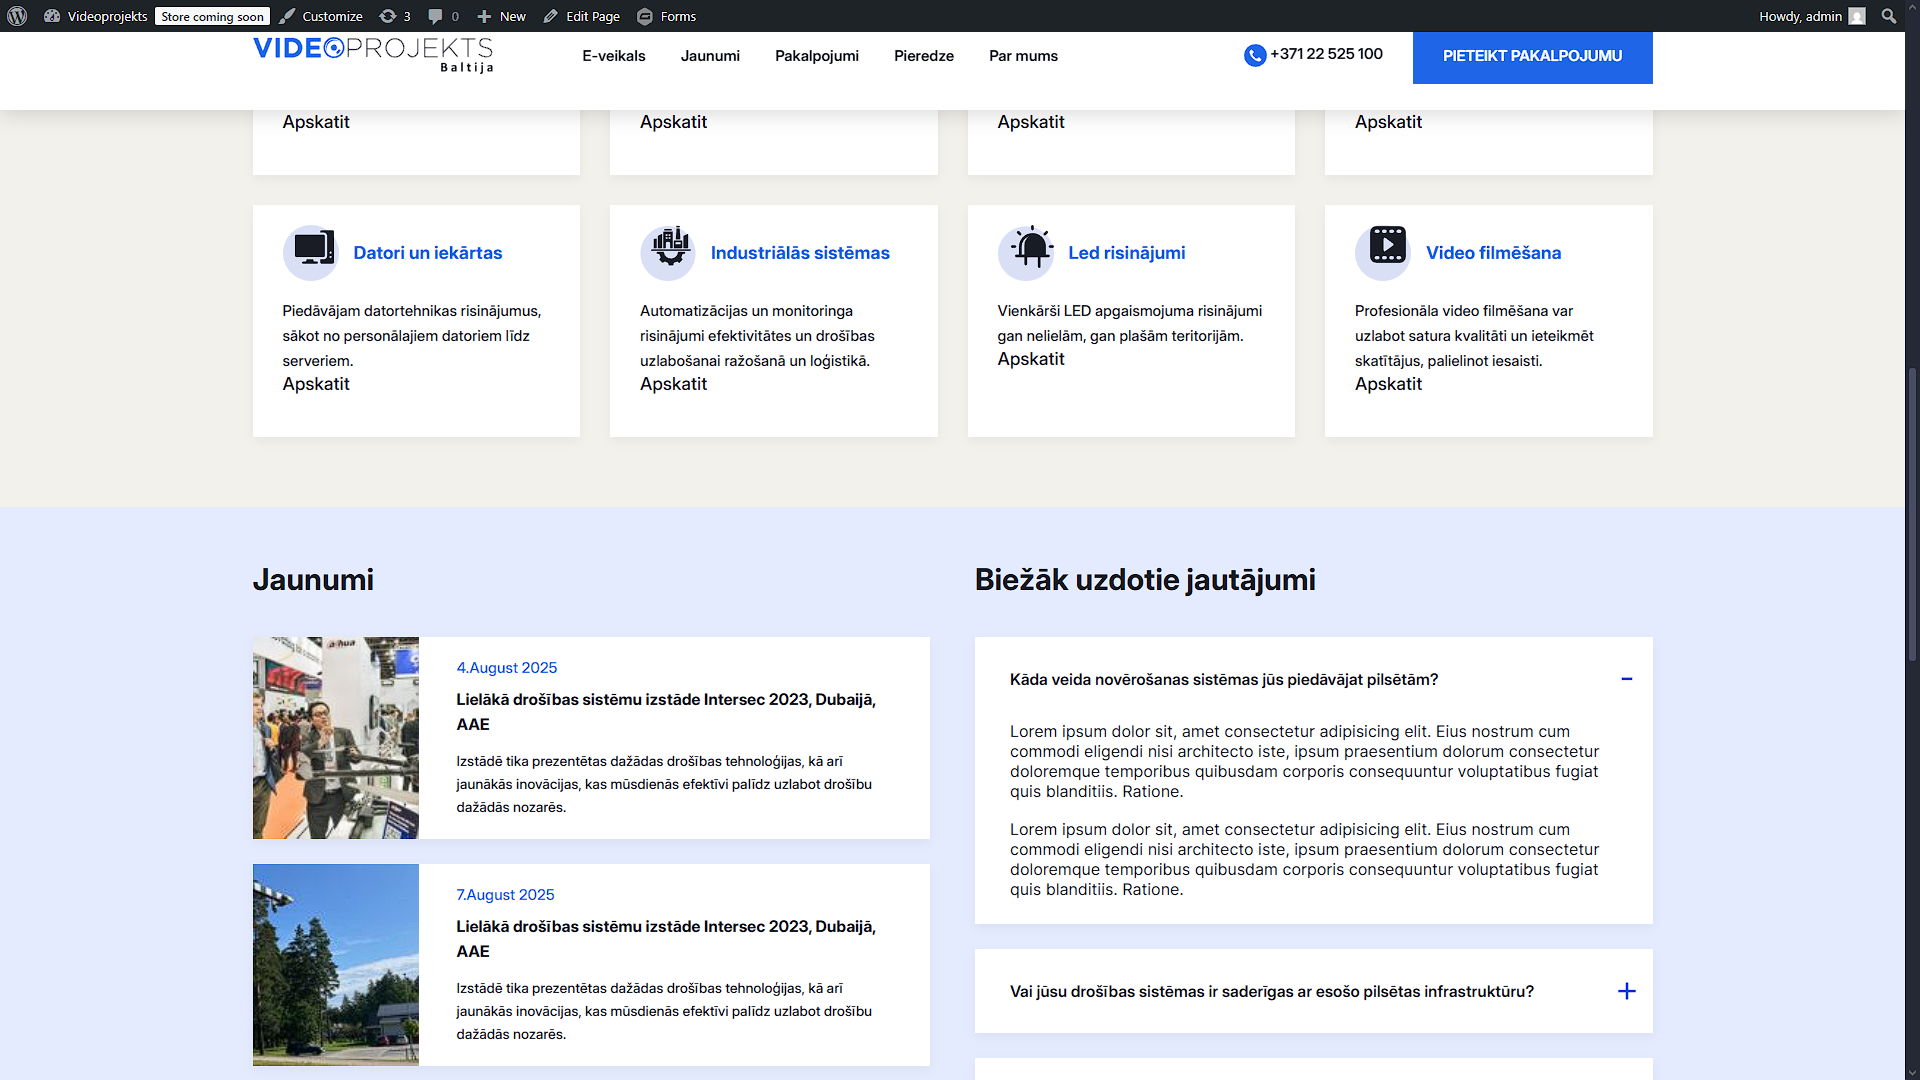 Videoprojekts Store coming soon Customize 3 0 New Edit Page Forms Howdy, admin
VIDEOPROJEKTS
Baltija
E-veikals Jaunumi Pakalpojumi Pieredze Par mums +371 22 525 100 PIETEIKT PAKALPOJUMU
Apskatit Apskatit Apskatit Apskatit
Datori un iekārtas
Piedāvājam datortehnikas risinājumus,
sākot no personālajiem datoriem līdz
serveriem.
Apskatit
Industriālās sistēmas
Automatizācijas un monitoringa
risinājumi efektivitātes un drošības
uzlabošanai ražošanā un loģistikā.
Apskatit
Led risinājumi
Vienkārši LED apgaismojuma risinājumi
gan nelielām, gan plašām teritorijām.
Apskatit
Video filmēšana
Profesionāla video filmēšana var
uzlabot satura kvalitāti un ieteikmēt
skatītājus, palielinot iesaisti.
Apskatit
Jaunumi
alhua
4.August 2025
Lielākā drošības sistēmu izstāde Intersec 2023, Dubaijā,
AAE
Izstādē tika prezentētas dažādas drošības tehnoloģijas, kā arī
jaunākās inovācijas, kas mūsdienās efektīvi palīdz uzlabot drošību
dažādās nozarēs.
7.August 2025
Lielākā drošības sistēmu izstāde Intersec 2023, Dubaijā,
AAE
Izstādē tika prezentētas dažādas drošības tehnoloģijas, kā arī
jaunākās inovācijas, kas mūsdienās efektīvi palīdz uzlabot drošību
dažādās nozarēs.
Biežāk uzdotie jautājumi
Kāda veida novērošanas sistēmas jūs piedāvājat pilsētām? −
Lorem ipsum dolor sit, amet consectetur adipisicing elit. Eius nostrum cum
commodi eligendi nisi architecto iste, ipsum praesentium dolorum consectetur
doloremque temporibus quibusdam corporis consequuntur voluptatibus fugiat
quis blanditiis. Ratione.
Lorem ipsum dolor sit, amet consectetur adipisicing elit. Eius nostrum cum
commodi eligendi nisi architecto iste, ipsum praesentium dolorum consectetur
doloremque temporibus quibusdam corporis consequuntur voluptatibus fugiat
quis blanditiis. Ratione.
Vai jūsu drošības sistēmas ir saderīgas ar esošo pilsētas infrastruktūru? +